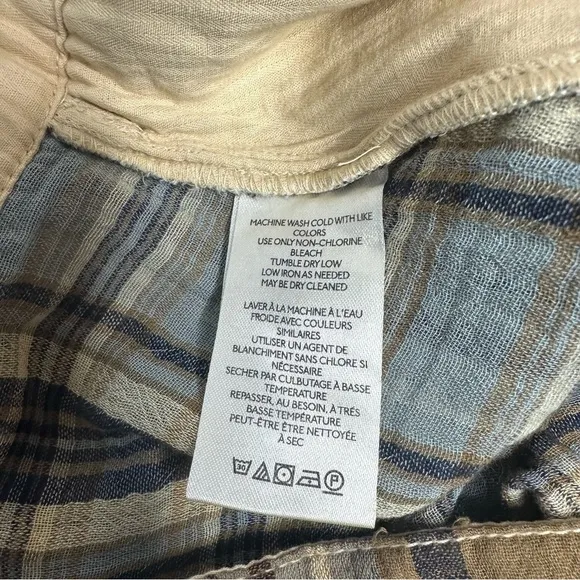 MACHINE WASH COLD WITH LIKE
COLORS
USE ONLY NON-CHLORINE
BLEACH
TUMBLE DRY LOW
LOW IRON AS NEEDED
MAY BE DRY CLEANED
LAVER À LA MACHINE À L'EAU
FROIDE AVEC COULEURS
SIMILAIRES
UTILISER UN AGENT DE
BLANCHIMENT SANS CHLORE SI
NÉCESSAIRE
SECHER PAR CULBUTAGE À BASSE
TEMPERATURE
REPASSER, AU BESOIN, À TRÉS
BASSE TEMPÉRATURE
PEUT-ÊTRE ÊTRE NETTOYÉE
À SEC
30 P